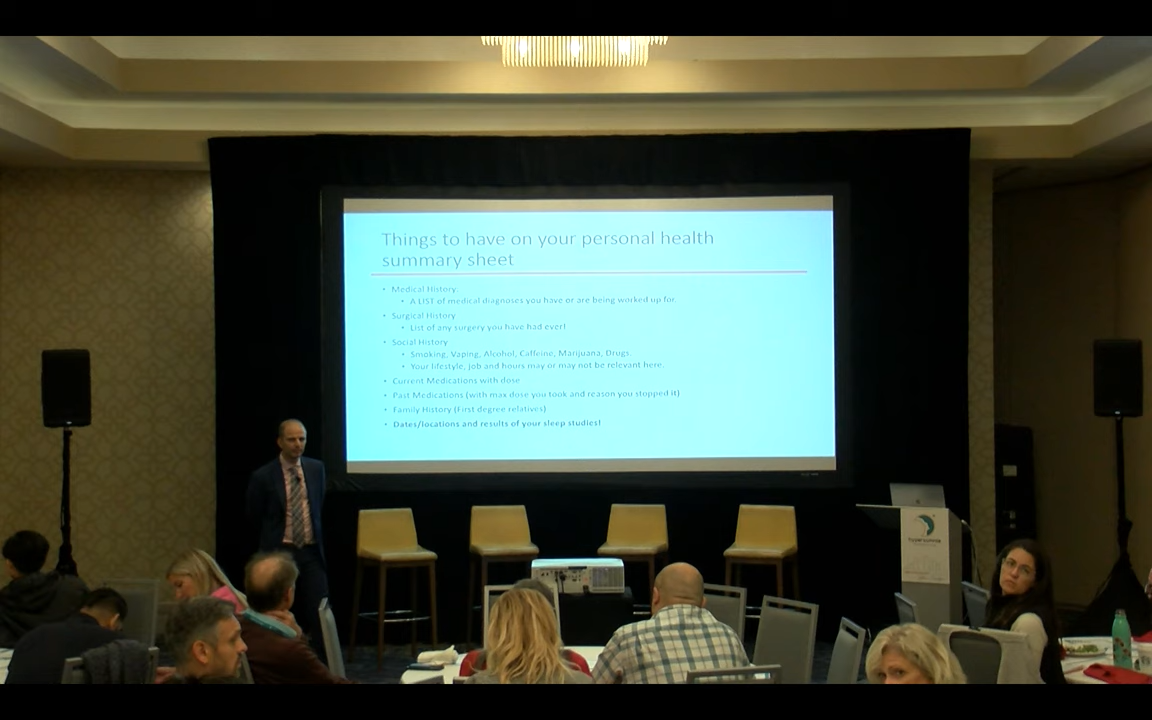 Things to have on your personal health
summary sheet
• Medical History:
• A LIST of medical diagnoses you have or are being worked up for.
• Surgical History
• List of any surgery you have had ever!
• Social History
• Smoking, Vaping, Alcohol, Caffeine, Marijuana, Drugs.
• Your lifestyle, job and hours may or may not be relevant here.
• Current Medications with dose
• Past Medications (with max dose you took and reason you stopped it)
• Family History (First degree relatives)
• Dates/locations and results of your sleep studies!